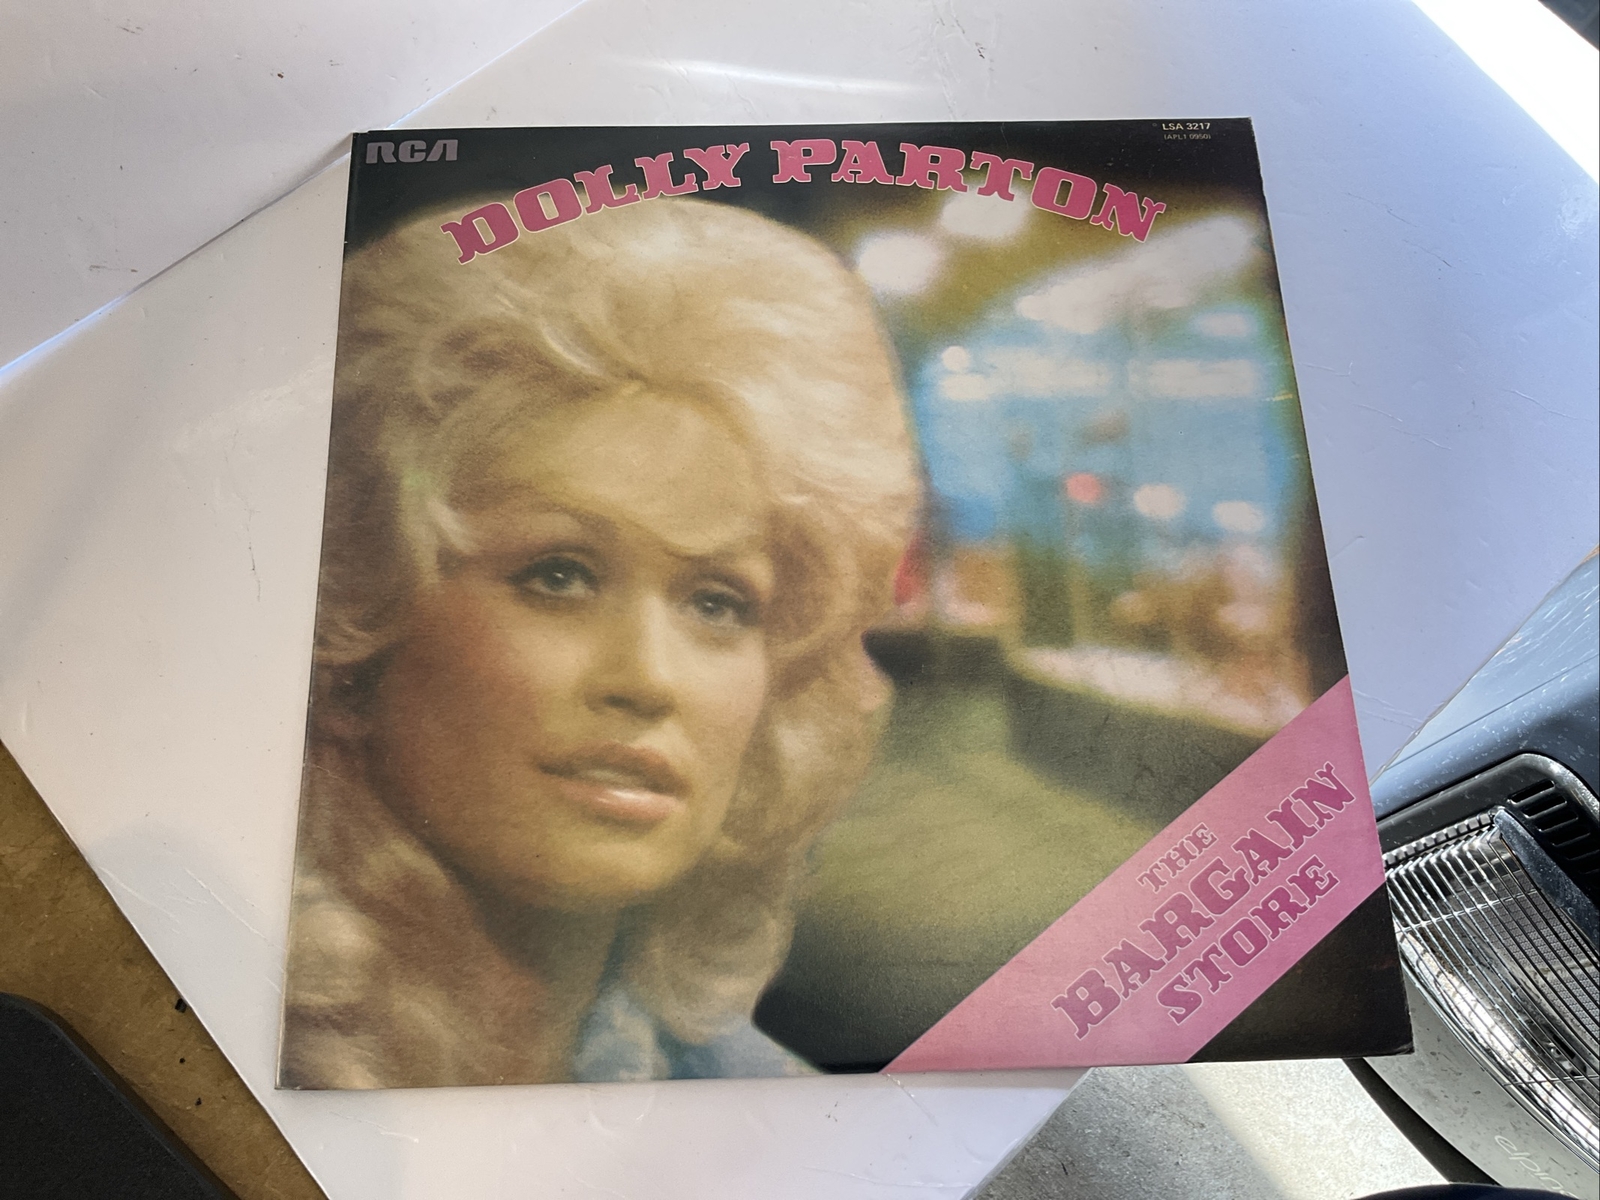 RCA
LSA 3217
(APL1 0950)
DOLLY PARTON
THE
BARGAIN
STORE